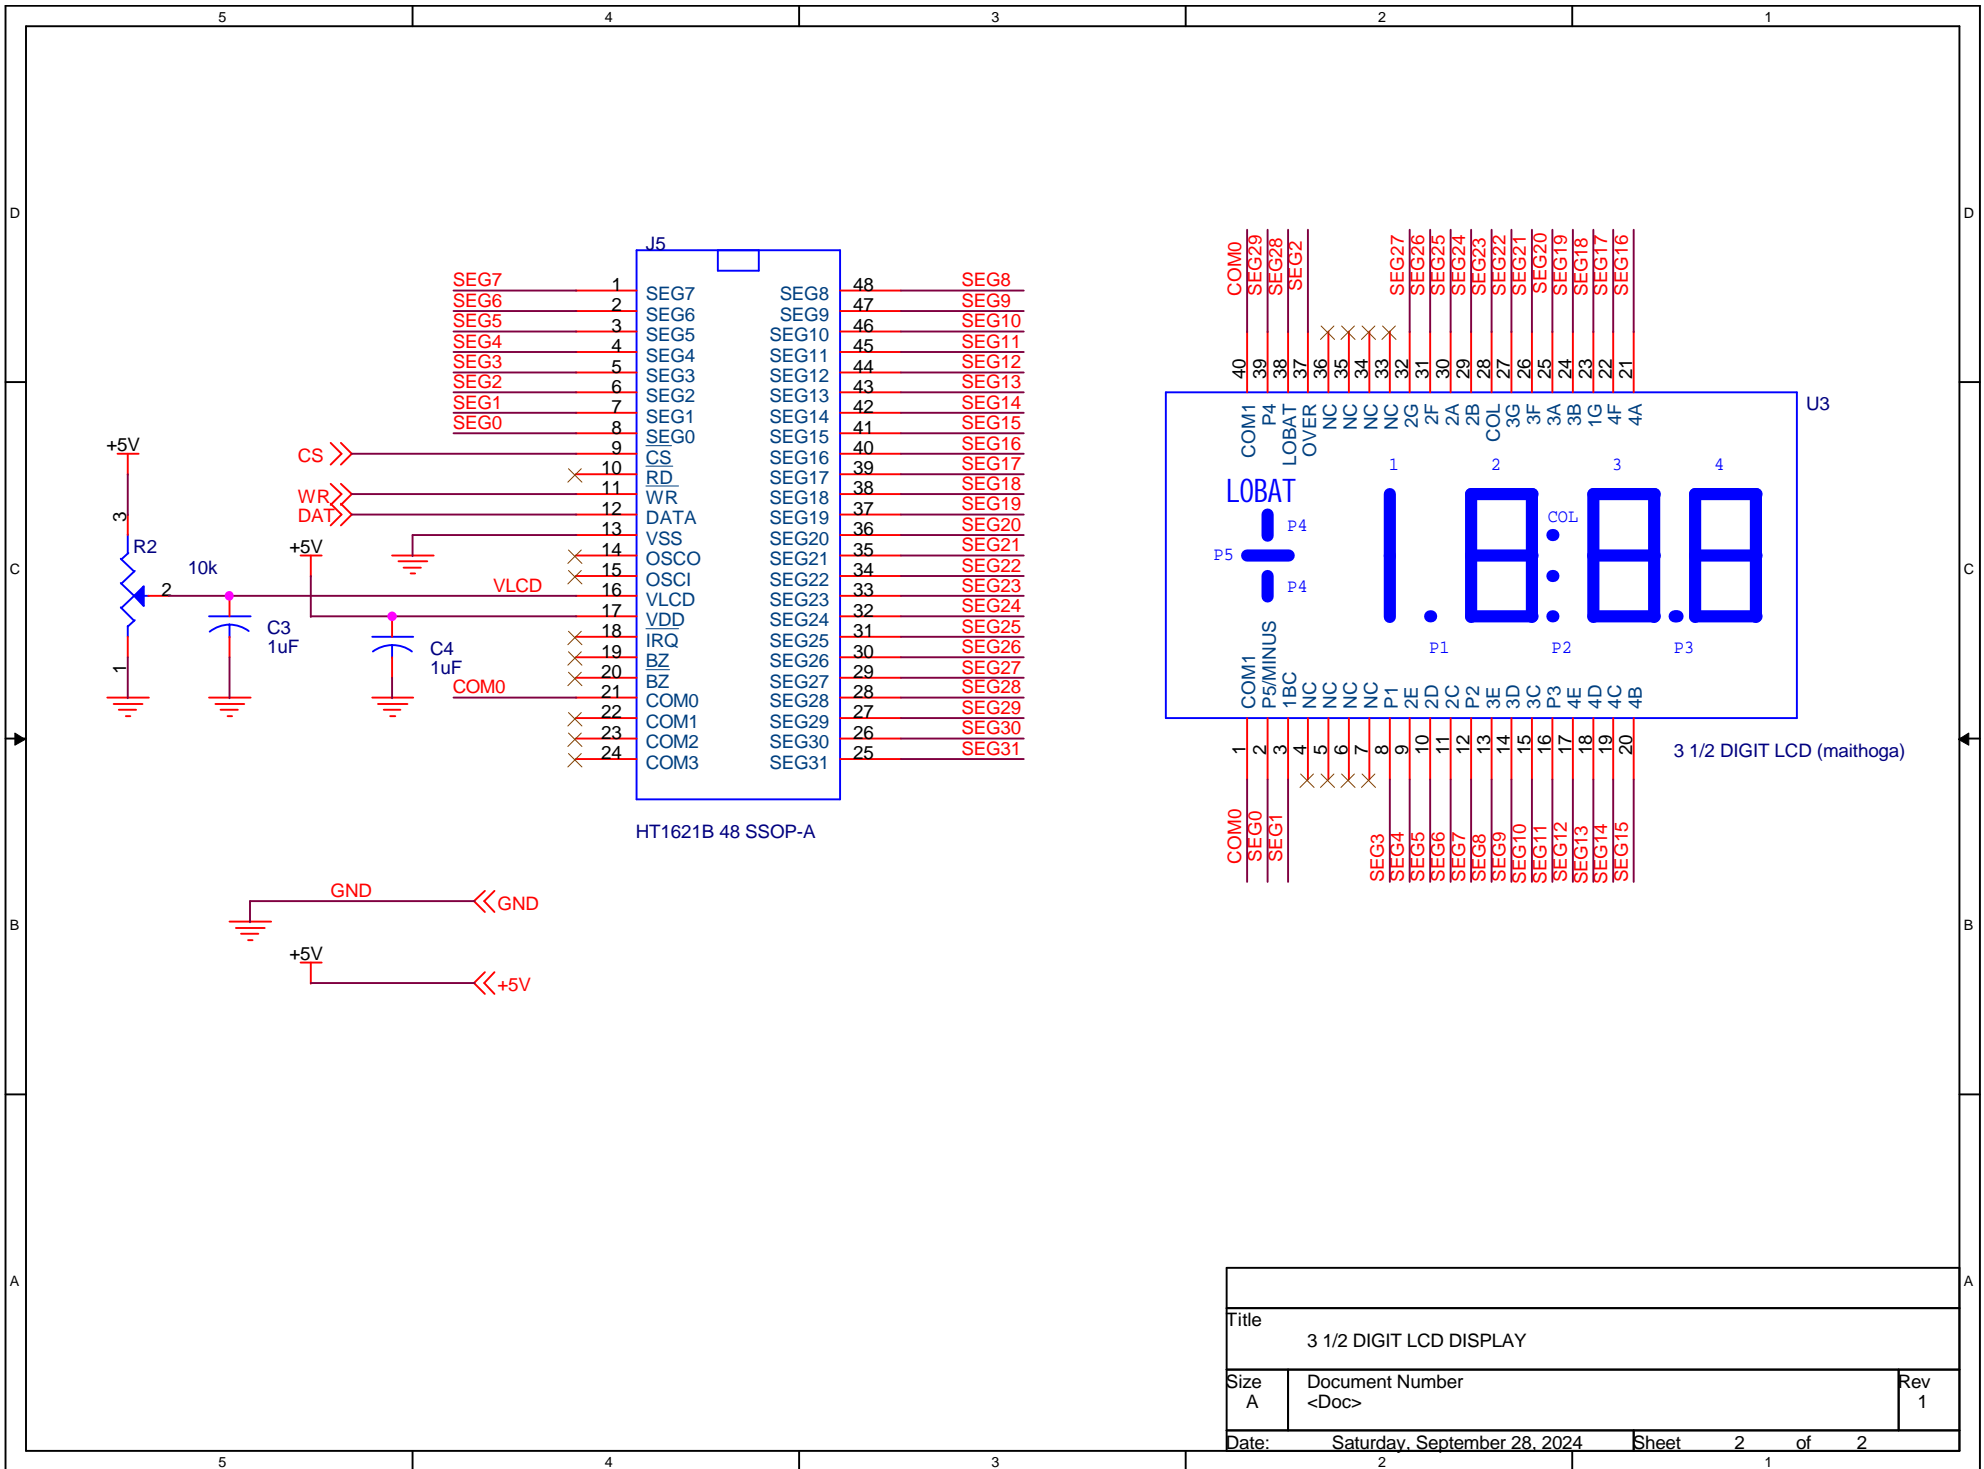 5 4 3 2 1
D D
C C
B B
A A
J5
SEG7 1 SEG7 SEG8 48 SEG8
SEG6 2 SEG6 SEG9 47 SEG9
SEG5 3 SEG5 SEG10 46 SEG10
SEG4 4 SEG4 SEG11 45 SEG11
SEG3 5 SEG3 SEG12 44 SEG12
SEG2 6 SEG2 SEG13 43 SEG13
SEG1 7 SEG1 SEG14 42 SEG14
SEG0 8 SEG0 SEG15 41 SEG15
CS 9 CS SEG16 40 SEG16
10 RD SEG17 39 SEG17
WR 11 WR SEG18 38 SEG18
DAT 12 DATA SEG19 37 SEG19
13 VSS SEG20 36 SEG20
14 OSCO SEG21 35 SEG21
15 OSCI SEG22 34 SEG22
VLCD 16 VLCD SEG23 33 SEG23
17 VDD SEG24 32 SEG24
18 IRQ SEG25 31 SEG25
19 BZ SEG26 30 SEG26
20 BZ SEG27 29 SEG27
COM0 21 COM0 SEG28 28 SEG28
22 COM1 SEG29 27 SEG29
23 COM2 SEG30 26 SEG30
24 COM3 SEG31 25 SEG31
HT1621B 48 SSOP-A
+5V
3
R2
10k
2
1
+5V
C3
1uF
C4
1uF
GND
GND
+5V
+5V
COM0 SEG29 SEG28 SEG2 SEG27 SEG26 SEG25 SEG24 SEG23 SEG22 SEG21 SEG20 SEG19 SEG18 SEG17 SEG16
40 39 38 37 36 35 34 33 32 31 30 29 28 27 26 25 24 23 22 21
COM1 P4 LOBAT OVER NC NC NC NC 2G 2F 2A 2B COL 3G 3F 3A 3B 1G 4F 4A
U3
1 2 3 4
LOBAT
COL
P4
P5
P4
P1 P2 P3
COM1 P5/MINUS 1BC NC NC NC NC P1 2E 2D 2C P2 3E 3D 3C P3 4E 4D 4C 4B
1 2 3 4 5 6 7 8 9 10 11 12 13 14 15 16 17 18 19 20
3 1/2 DIGIT LCD (maithoga)
COM0 SEG0 SEG1 SEG3 SEG4 SEG5 SEG6 SEG7 SEG8 SEG9 SEG10 SEG11 SEG12 SEG13 SEG14 SEG15
Title
3 1/2 DIGIT LCD DISPLAY
Size Document Number Rev
A <Doc> 1
Date: Saturday, September 28, 2024 Sheet 2 of 2
5 4 3 2 1